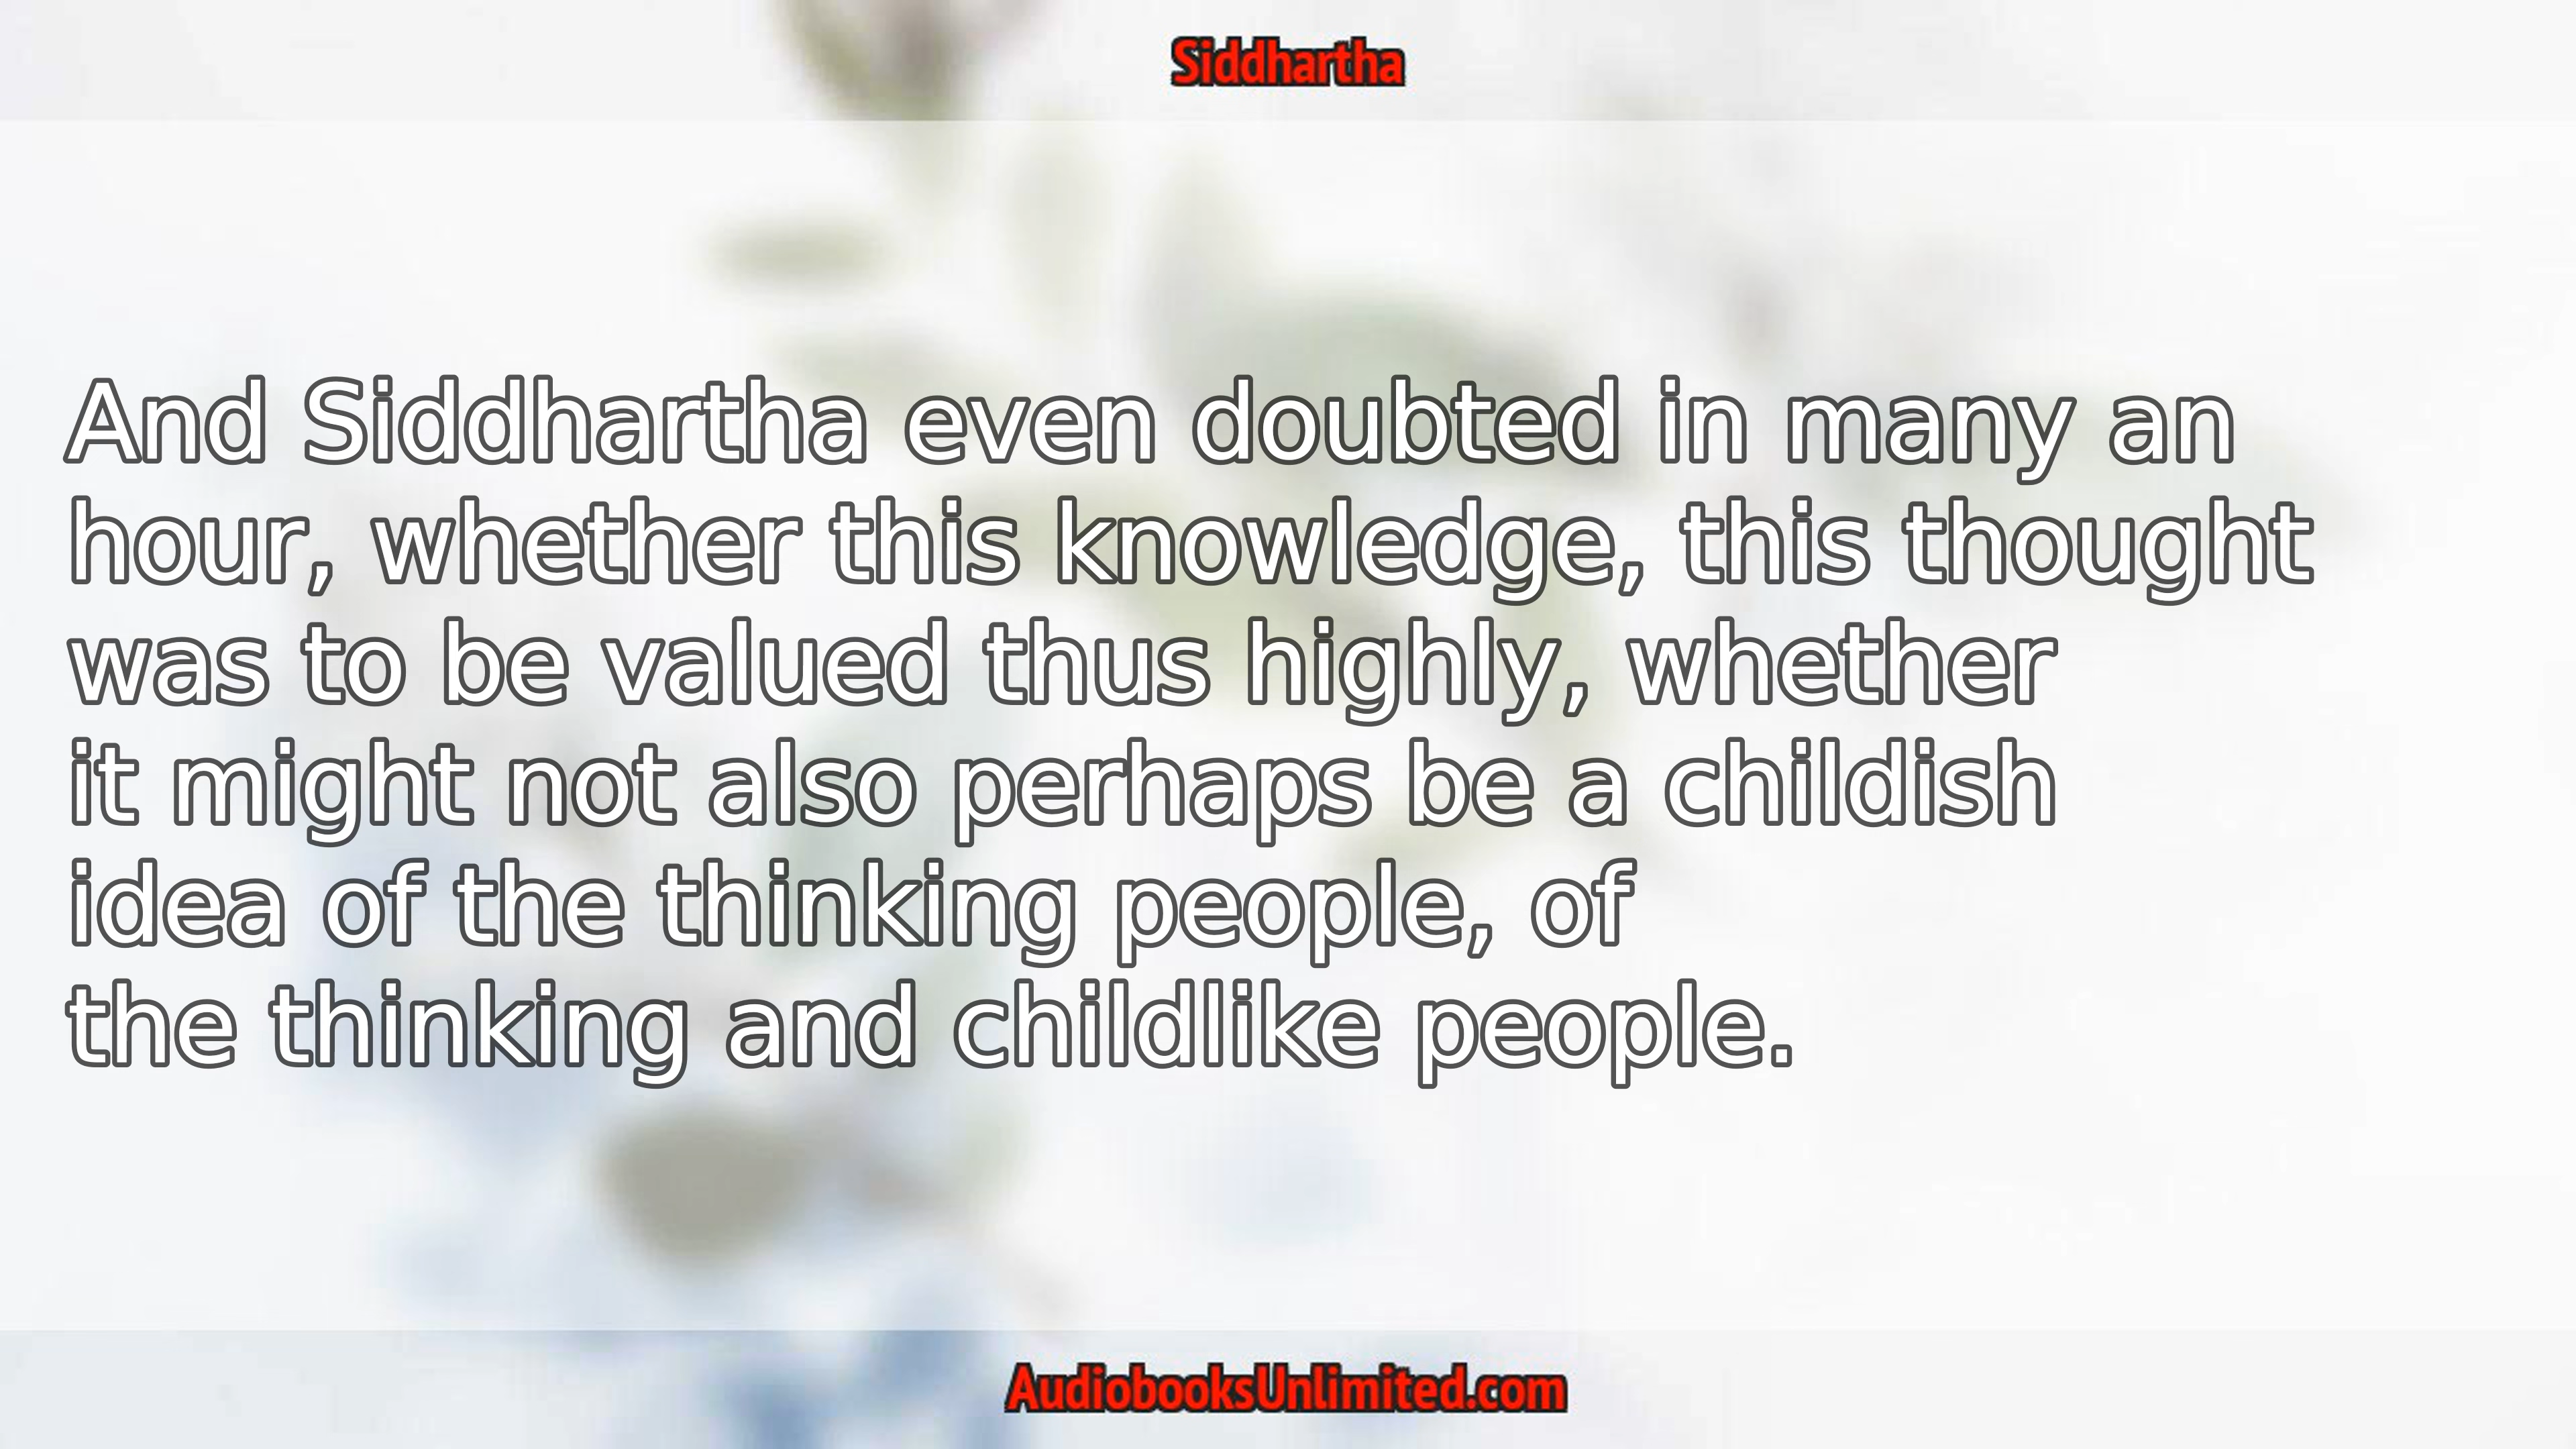 Siddhartha
And Siddhartha even doubted in many an
hour, whether this knowledge, this thought
was to be valued thus highly, whether
it might not also perhaps be a childish
idea of the thinking people, of
the thinking and childlike people.
AudiobooksUnlimited.com